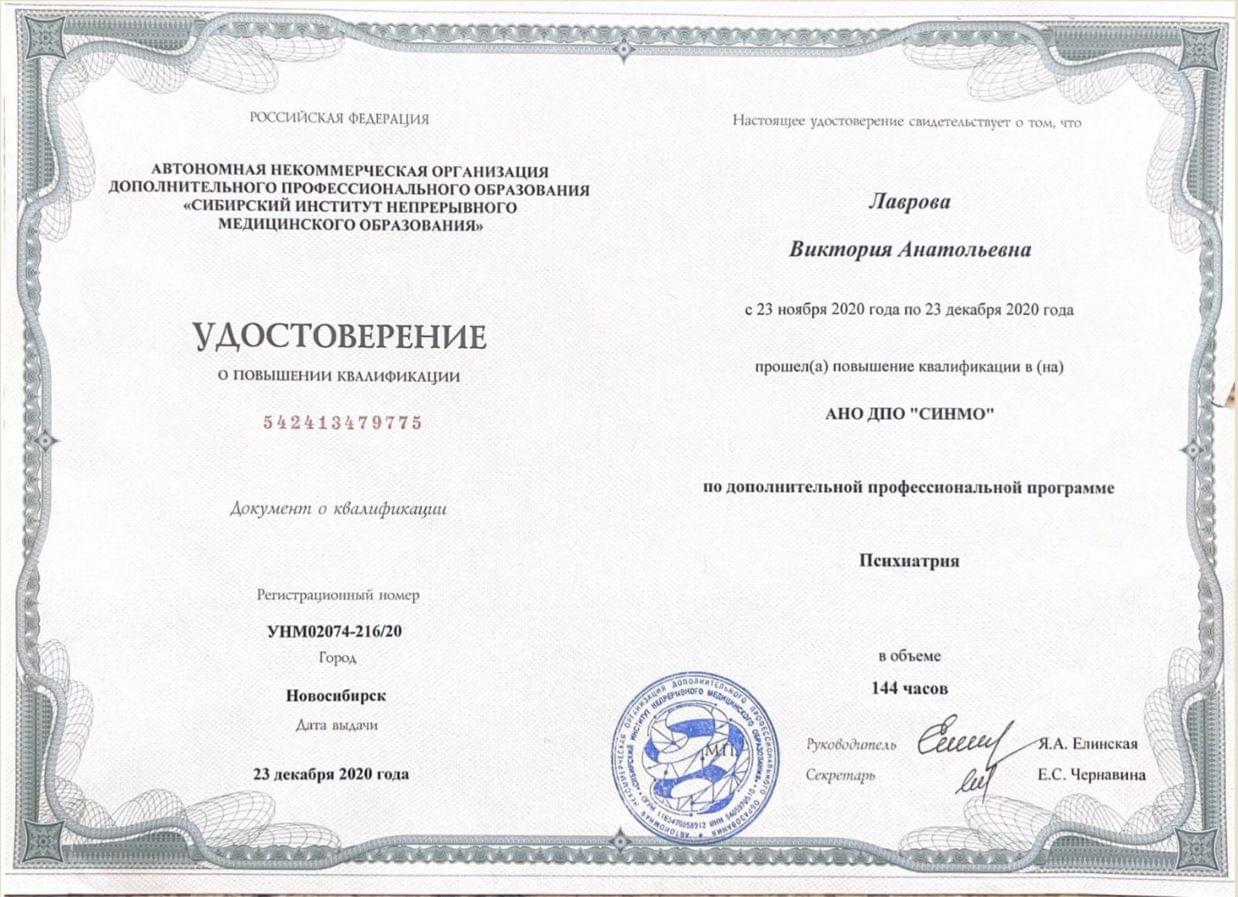 РОССИЙСКАЯ ФЕДЕРАЦИЯ
АВТОНОМНАЯ НЕКОММЕРЧЕСКАЯ ОРГАНИЗАЦИЯ
ДОПОЛНИТЕЛЬНОГО ПРОФЕССИОНАЛЬНОГО ОБРАЗОВАНИЯ
«СИБИРСКИЙ ИНСТИТУТ НЕПРЕРЫВНОГО
МЕДИЦИНСКОГО ОБРАЗОВАНИЯ»
УДОСТОВЕРЕНИЕ
О ПОВЫШЕНИИ КВАЛИФИКАЦИИ
542413479775
Документ о квалификации
Регистрационный номер
УНМ02074-216/20
Город
Новосибирск
Дата выдачи
23 декабря 2020 года
Настоящее удостоверение свидетельствует о том, что
Лаврова
Виктория Анатольевна
с 23 ноября 2020 года по 23 декабря 2020 года
прошел(а) повышение квалификации в (на)
АНО ДПО "СИНМО"
по дополнительной профессиональной программе
Психиатрия
в объеме
144 часов
Руководитель Я.А. Елинская
Секретарь Е.С. Чернавина
МП
АВТОНОМНАЯ НЕКОММЕРЧЕСКАЯ ОРГАНИЗАЦИЯ ДОПОЛНИТЕЛЬНОГО ПРОФЕССИОНАЛЬНОГО ОБРАЗОВАНИЯ
«СИБИРСКИЙ ИНСТИТУТ НЕПРЕРЫВНОГО МЕДИЦИНСКОГО ОБРАЗОВАНИЯ»